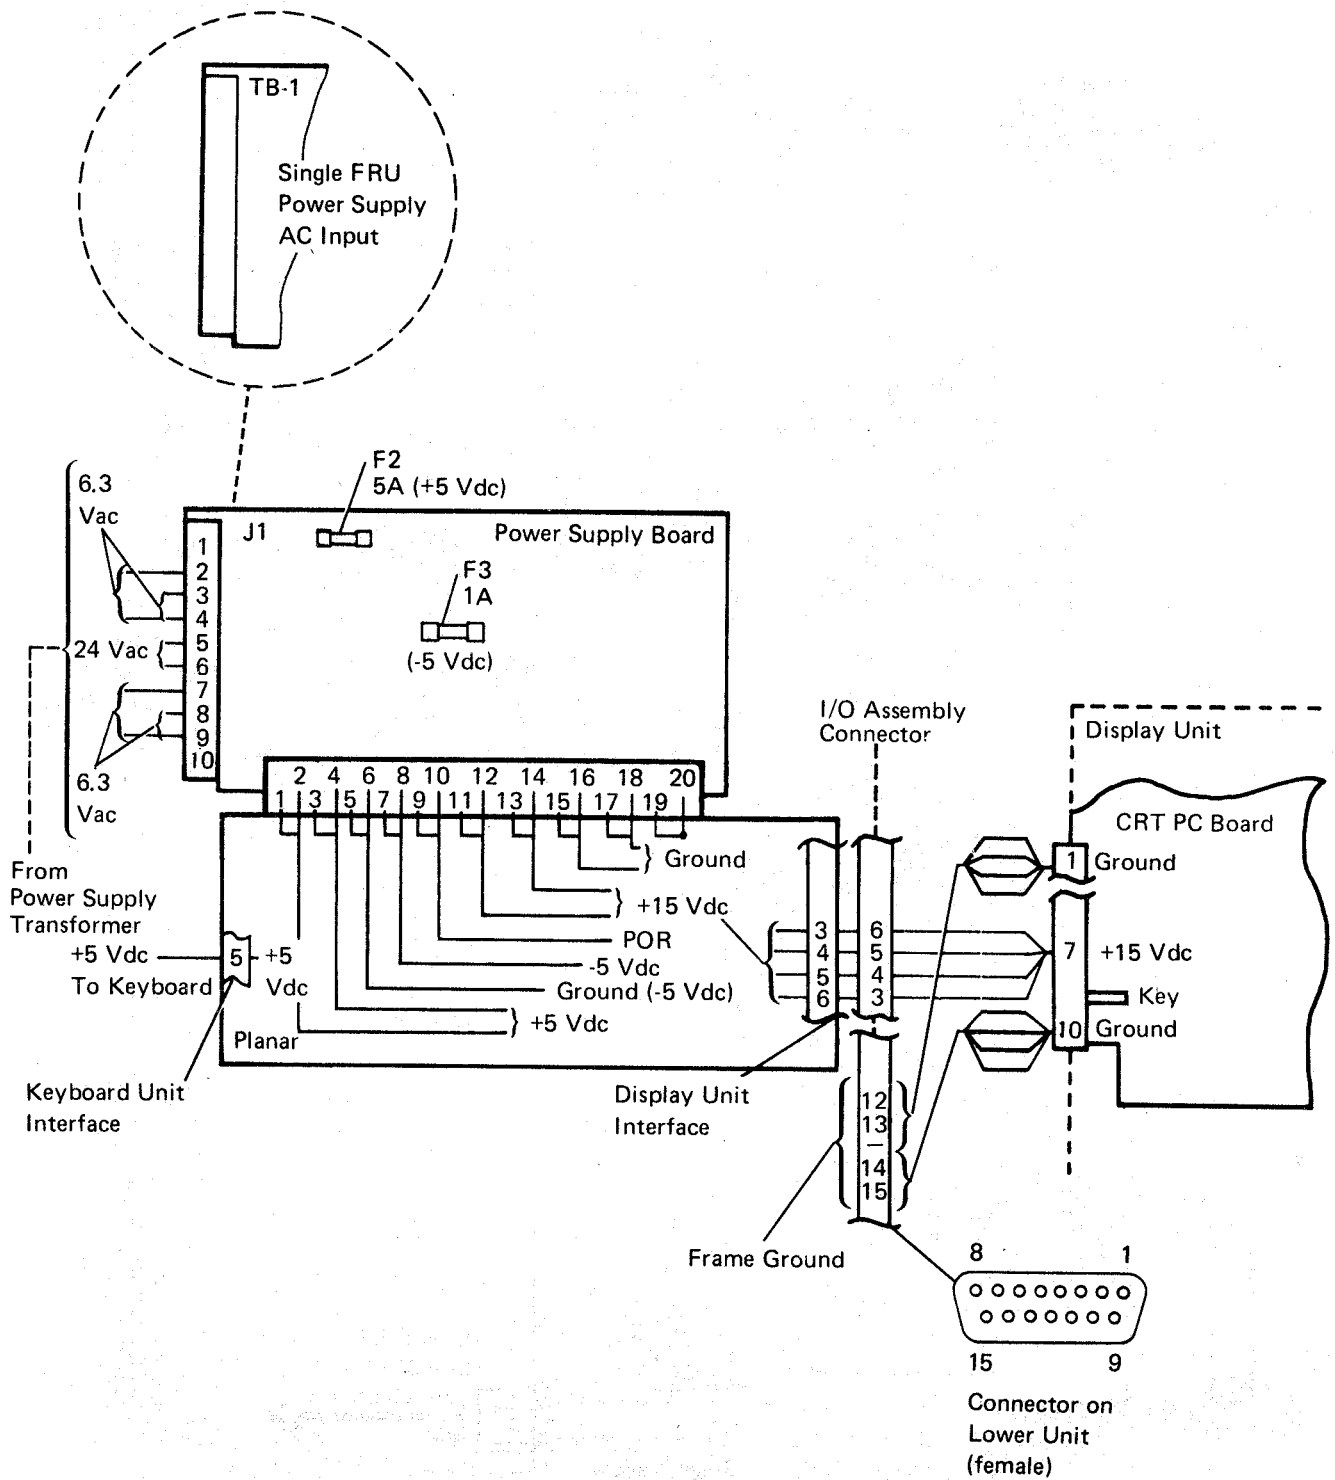 TB-1
Single FRU
Power Supply
AC Input
6.3
Vac
F2
5A (+5 Vdc)
J1
Power Supply Board
F3
1A
(-5 Vdc)
1
2
3
4
5
6
7
8
9
10
24 Vac
6.3
Vac
From
Power Supply
Transformer
2 4 6 8 10 12 14 16 18 20
1 3 5 7 9 11 13 15 17 19
Ground
+15 Vdc
POR
-5 Vdc
Ground (-5 Vdc)
+5 Vdc
+5 Vdc
To Keyboard
5
+5
Vdc
Planar
Keyboard Unit
Interface
Display Unit
Interface
I/O Assembly
Connector
3 6
4 5
5 4
6 3
Display Unit
CRT PC Board
1 Ground
7 +15 Vdc
Key
10 Ground
12
13
—
14
15
Frame Ground
8 1
15 9
Connector on
Lower Unit
(female)